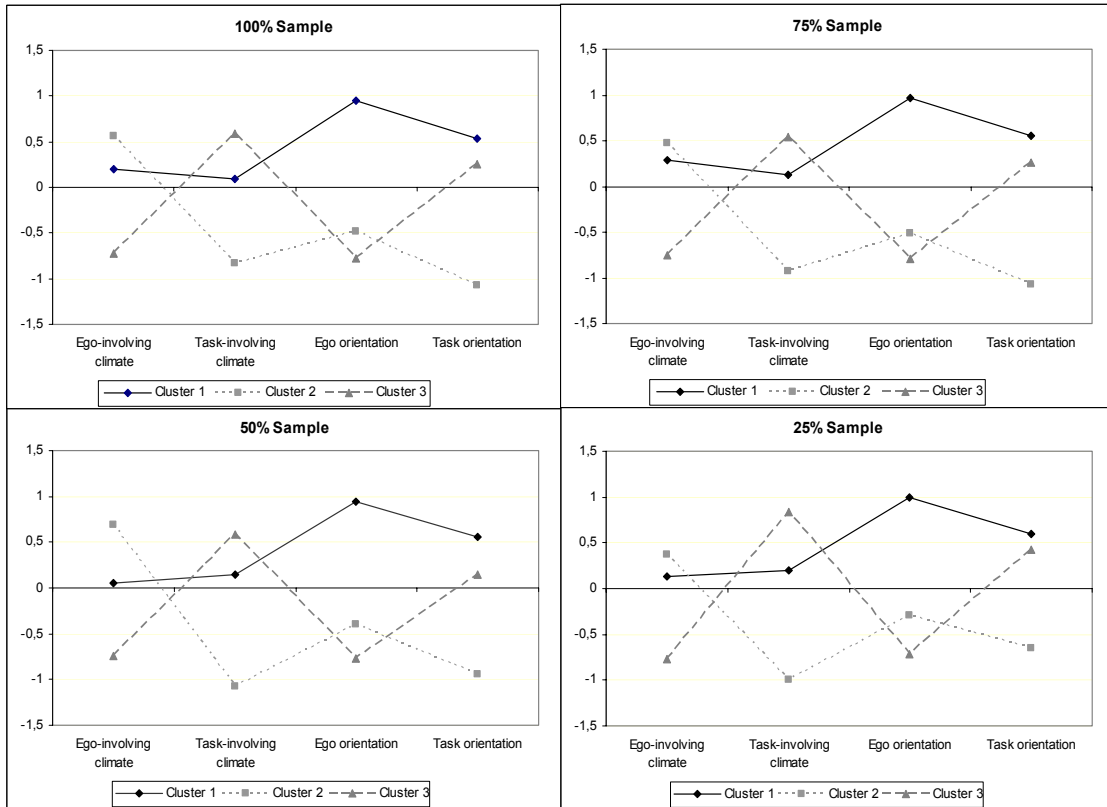 100% Sample
1,5
1
0,5
0
-0,5
-1
-1,5
Ego-involving climate
Task-involving climate
Ego orientation
Task orientation
Cluster 1
Cluster 2
Cluster 3
75% Sample
1,5
1
0,5
0
-0,5
-1
-1,5
Ego-involving climate
Task-involving climate
Ego orientation
Task orientation
Cluster 1
Cluster 2
Cluster 3
50% Sample
1,5
1
0,5
0
-0,5
-1
-1,5
Ego-involving climate
Task-involving climate
Ego orientation
Task orientation
Cluster 1
Cluster 2
Cluster 3
25% Sample
1,5
1
0,5
0
-0,5
-1
-1,5
Ego-involving climate
Task-involving climate
Ego orientation
Task orientation
Cluster 1
Cluster 2
Cluster 3